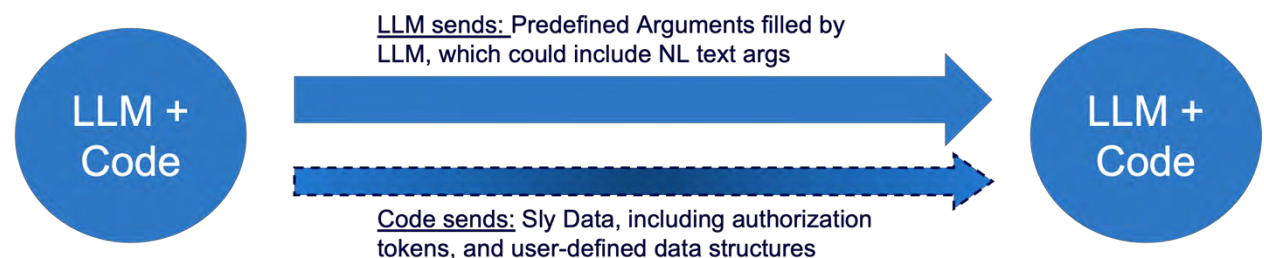 LLM sends: Predefined Arguments filled by
LLM, which could include NL text args
LLM +
Code
LLM +
Code
Code sends: Sly Data, including authorization
tokens, and user-defined data structures